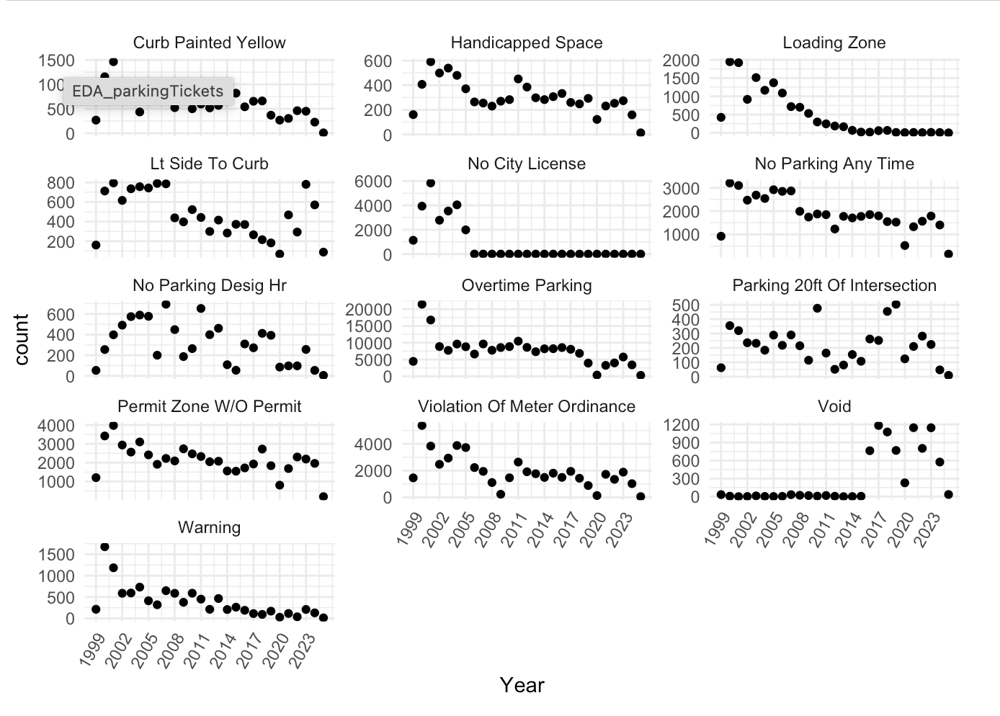 Curb Painted Yellow
1500
1000
500
0
EDA_parkingTickets
Handicapped Space
600
400
200
0
Loading Zone
2000
1500
1000
500
0
Lt Side To Curb
800
600
400
200
No City License
6000
4000
2000
0
No Parking Any Time
3000
2000
1000
No Parking Desig Hr
600
400
200
0
Overtime Parking
20000
15000
10000
5000
0
Parking 20ft Of Intersection
500
400
300
200
100
0
Permit Zone W/O Permit
4000
3000
2000
1000
Violation Of Meter Ordinance
4000
2000
0
1999 2002 2005 2008 2011 2014 2017 2020 2023
Void
1200
900
600
300
0
1999 2002 2005 2008 2011 2014 2017 2020 2023
Warning
1500
1000
500
0
1999 2002 2005 2008 2011 2014 2017 2020 2023
count
Year